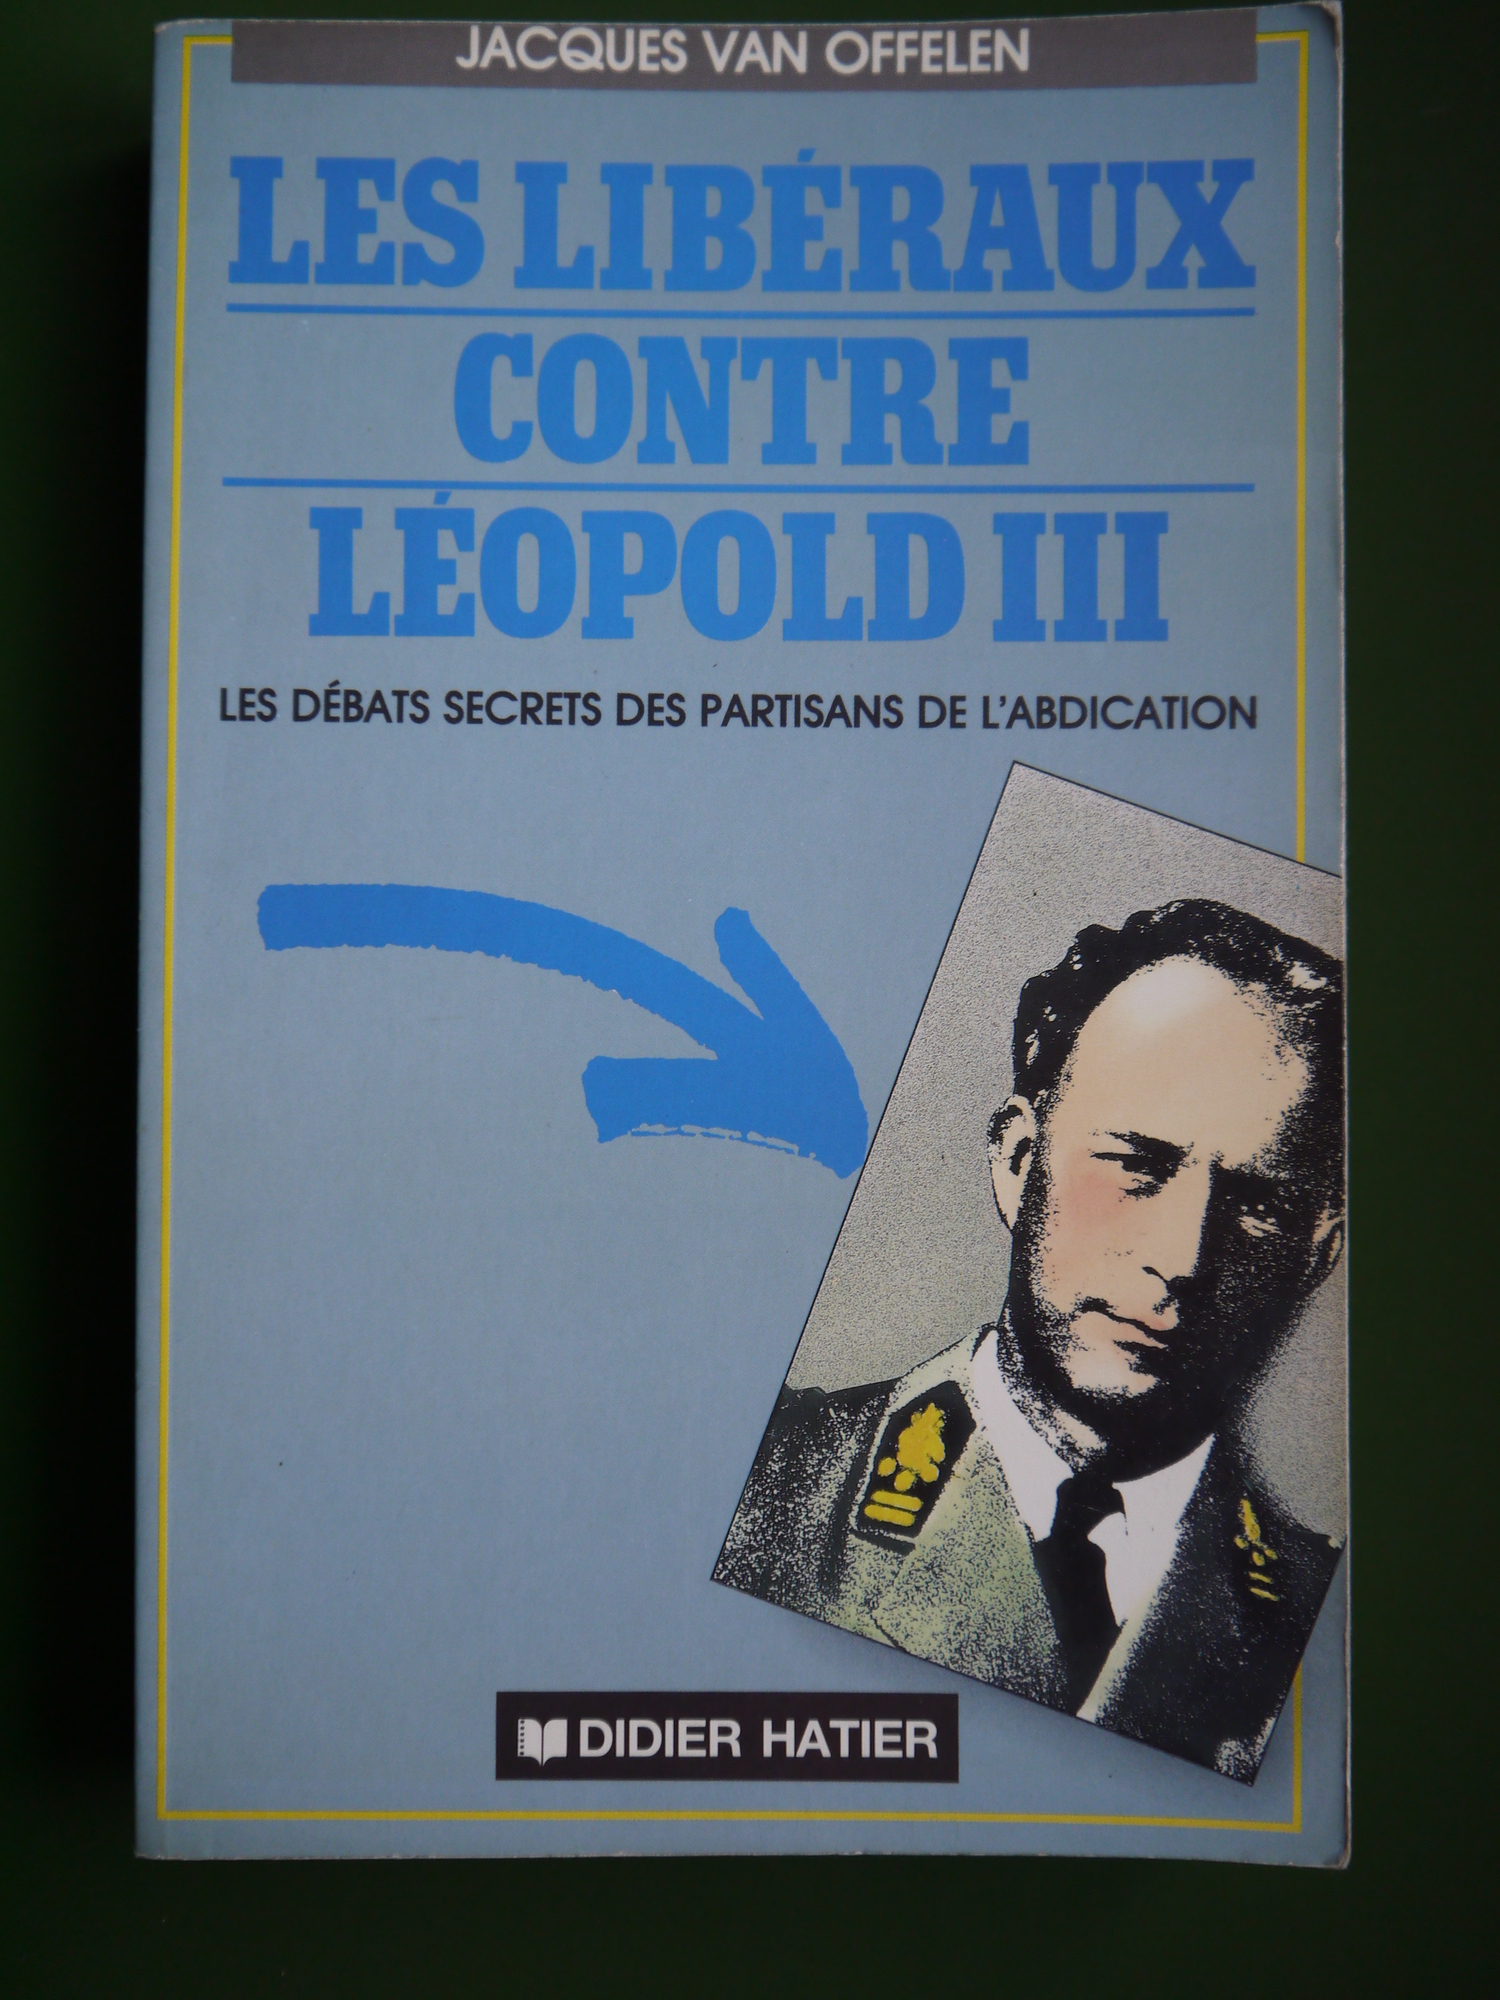 JACQUES VAN OFFELEN
LES LIBÉRAUX
CONTRE
LÉOPOLD III
LES DÉBATS SECRETS DES PARTISANS DE L'ABDICATION
DIDIER HATIER